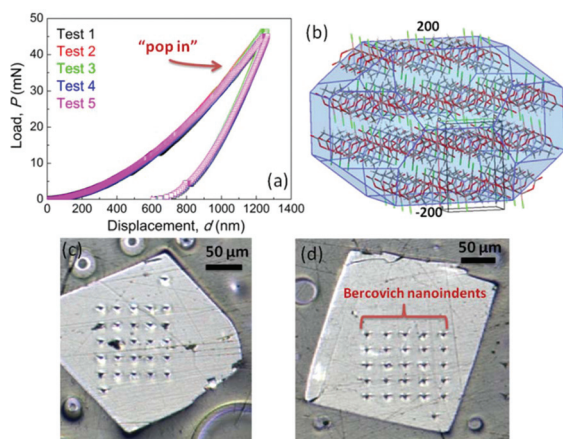 Load, P (mN)
50
40
30
20
10
0
Test 1
Test 2
Test 3
Test 4
Test 5
"pop in"
(a)
0 200 400 600 800 1000 1200 1400
Displacement, d (nm)
(b)
200
-200
(c)
50 µm
(d)
50 µm
Bercovich nanoindents